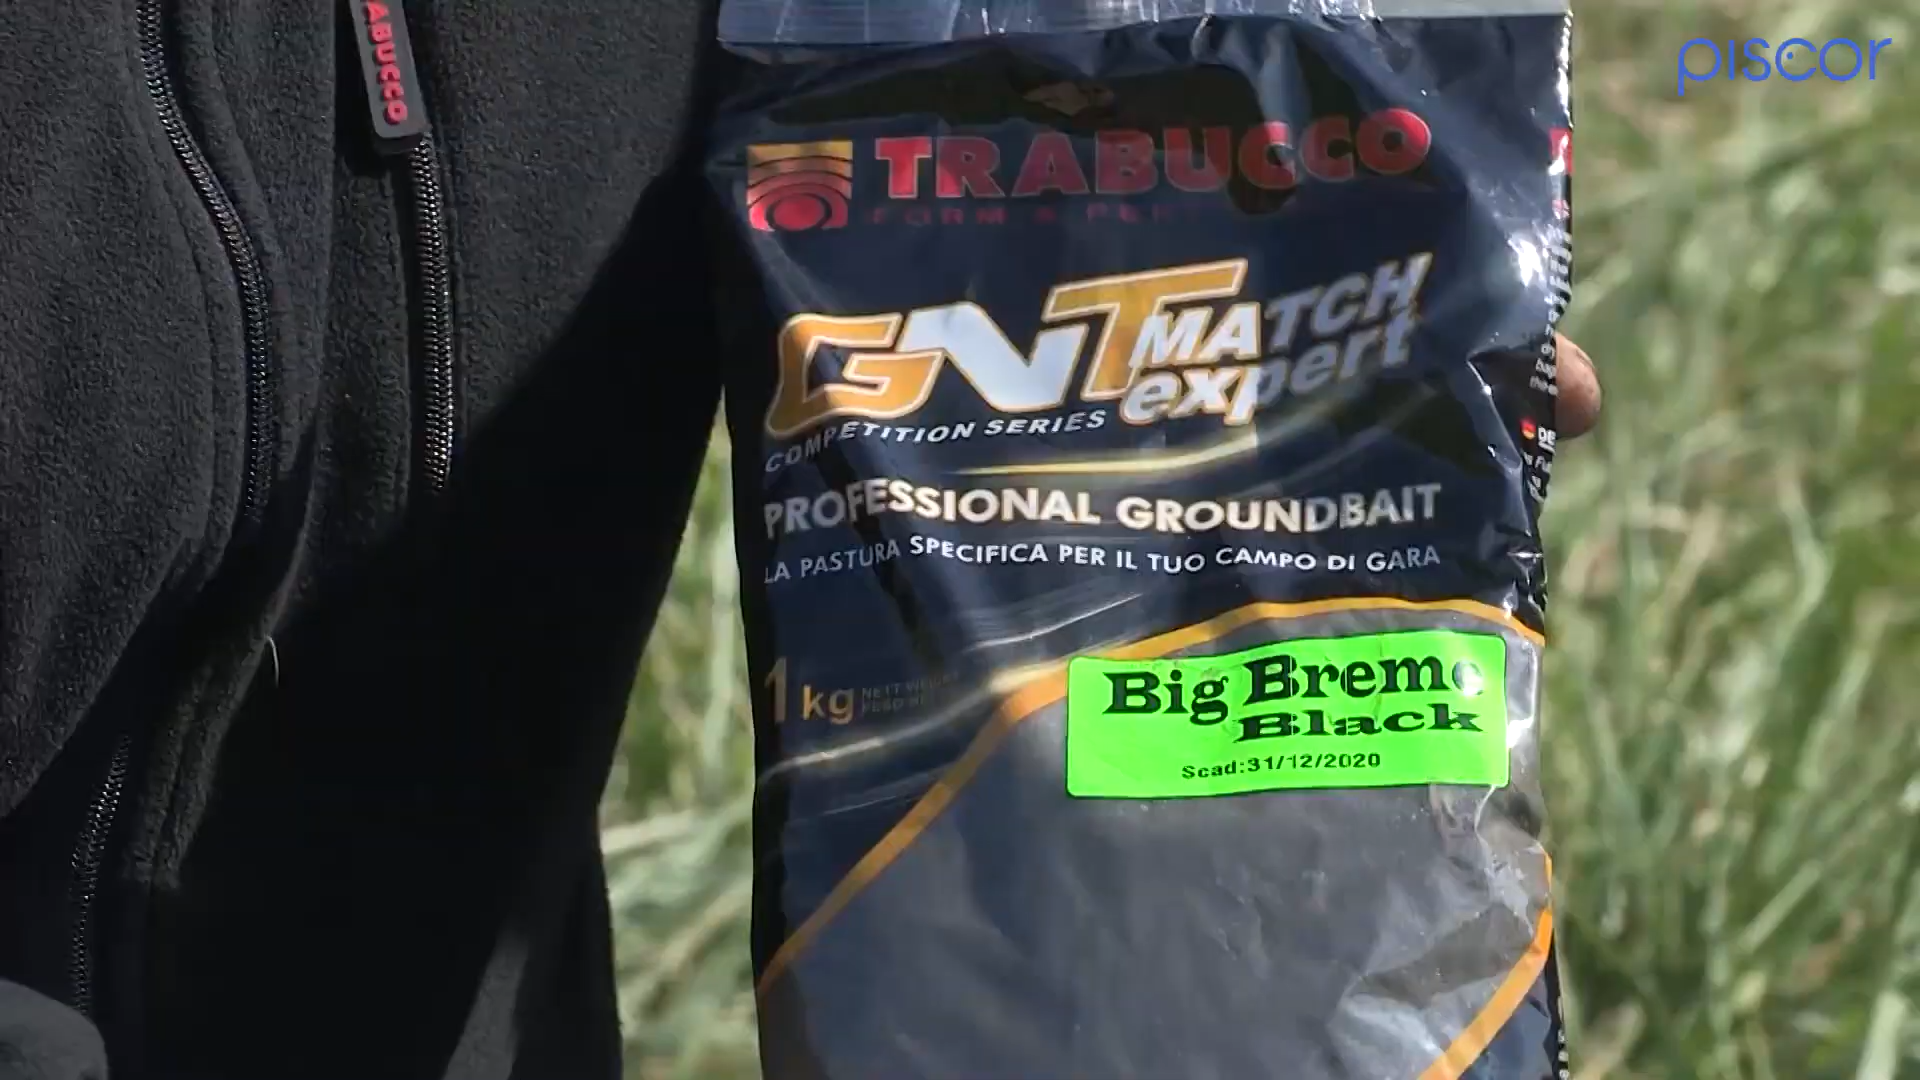 piscor
ABUCCO
TRABUCCO
GNT MATCH
expert
COMPETITION SERIES
PROFESSIONAL GROUNDBAIT
LA PASTURA SPECIFICA PER IL TUO CAMPO DI GARA
1 kg
Big Breme
Black
Scad:31/12/2020